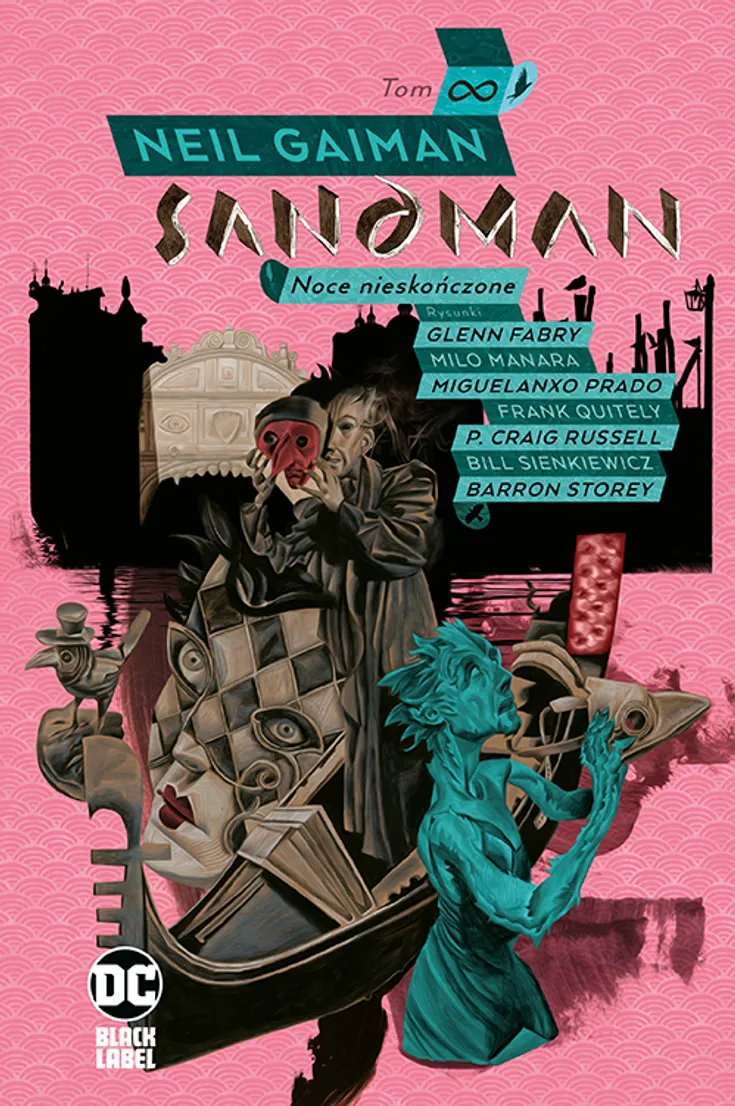 Tom ∞
NEIL GAIMAN
SANDMAN
Noce nieskończone
Rysunki
GLENN FABRY
MILO MANARA
MIGUELANXO PRADO
FRANK QUITELY
P. CRAIG RUSSELL
BILL SIENKIEWICZ
BARRON STOREY
DC
BLACK
LABEL